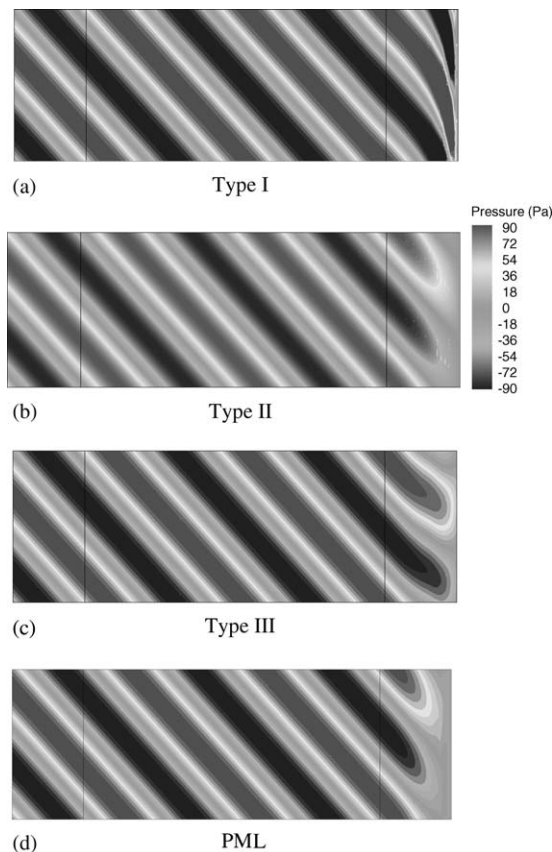 (a)
Type I
Pressure (Pa)
90
72
54
36
18
0
-18
-36
-54
-72
-90
(b)
Type II
(c)
Type III
(d)
PML